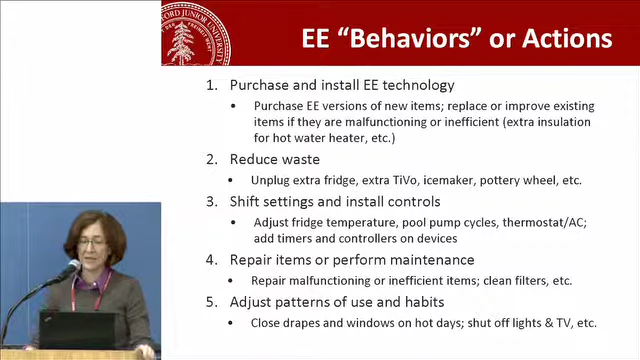 FORD JUNIOR UNIVERSITY
EE “Behaviors” or Actions
1. Purchase and install EE technology
• Purchase EE versions of new items; replace or improve existing
items if they are malfunctioning or inefficient (extra insulation
for hot water heater, etc.)
2. Reduce waste
• Unplug extra fridge, extra TiVo, icemaker, pottery wheel, etc.
3. Shift settings and install controls
• Adjust fridge temperature, pool pump cycles, thermostat/AC;
add timers and controllers on devices
4. Repair items or perform maintenance
• Repair malfunctioning or inefficient items; clean filters, etc.
5. Adjust patterns of use and habits
• Close drapes and windows on hot days; shut off lights & TV, etc.